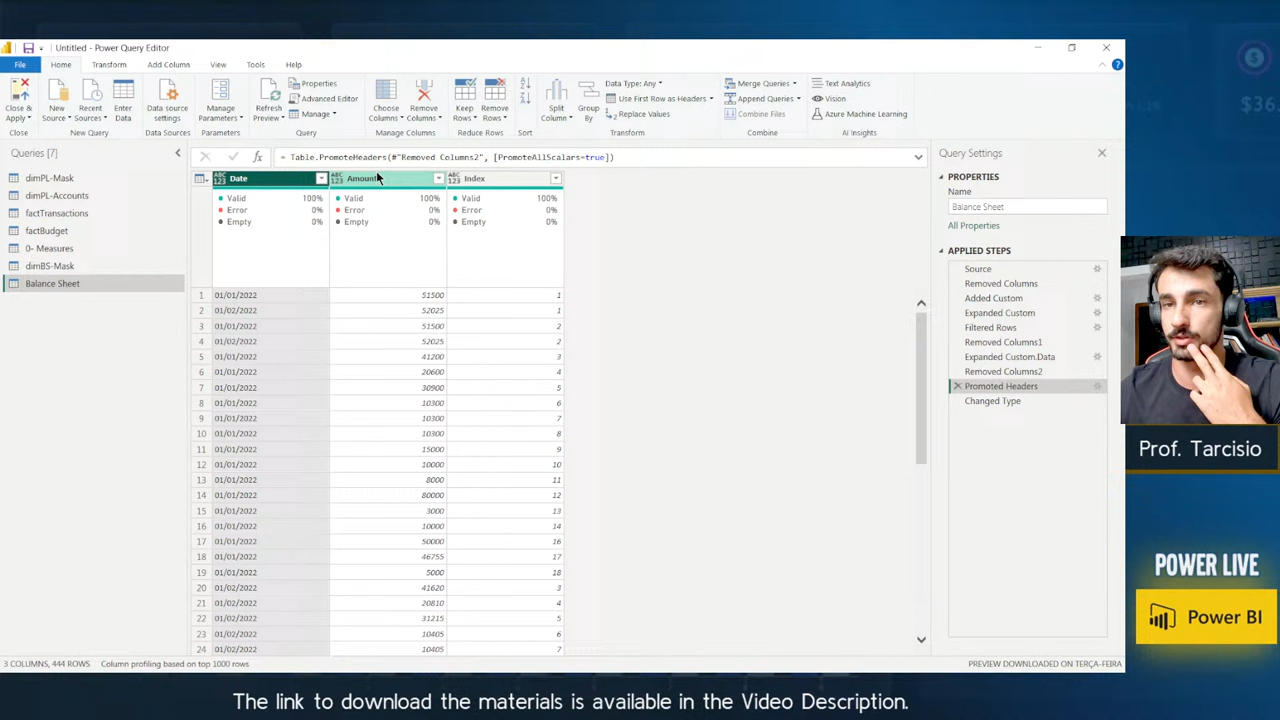 Untitled - Power Query Editor
File Home Transform Add Column View Tools Help
Close & Apply
New Source
Recent Sources
Enter Data
Data source settings
Manage Parameters
Refresh Preview
Properties
Advanced Editor
Manage
Choose Columns
Remove Columns
Keep Rows
Remove Rows
Split Column
Group By
Data Type: Any
Use First Row as Headers
Replace Values
Merge Queries
Append Queries
Combine Files
Text Analytics
Vision
Azure Machine Learning
Close New Query Data Sources Parameters Query Manage Columns Reduce Rows Sort Transform Combine AI Insights
Queries [7]
dimPL-Mask
dimPL-Accounts
factTransactions
factBudget
0- Measures
dimBS-Mask
Balance Sheet
= Table.PromoteHeaders(#"Removed Columns2", [PromoteAllScalars=true])
ABC 123 Date ABC 123 Amount ABC 123 Index
Valid 100% Valid 100% Valid 100%
Error 0% Error 0% Error 0%
Empty 0% Empty 0% Empty 0%
1 01/01/2022 51500 1
2 01/02/2022 52025 1
3 01/01/2022 51500 2
4 01/02/2022 52025 2
5 01/01/2022 41200 3
6 01/01/2022 20600 4
7 01/01/2022 30900 5
8 01/01/2022 10300 6
9 01/01/2022 10300 7
10 01/01/2022 10300 8
11 01/01/2022 15000 9
12 01/01/2022 10000 10
13 01/01/2022 8000 11
14 01/01/2022 80000 12
15 01/01/2022 3000 13
16 01/01/2022 10000 14
17 01/01/2022 50000 16
18 01/01/2022 46755 17
19 01/01/2022 5000 18
20 01/02/2022 41620 3
21 01/02/2022 20810 4
22 01/02/2022 31215 5
23 01/02/2022 10405 6
24 01/02/2022 10405 7
Query Settings
PROPERTIES
Name
Balance Sheet
All Properties
APPLIED STEPS
Source
Removed Columns
Added Custom
Expanded Custom
Filtered Rows
Removed Columns1
Expanded Custom.Data
Removed Columns2
Promoted Headers
Changed Type
3 COLUMNS, 444 ROWS Column profiling based on top 1000 rows
PREVIEW DOWNLOADED ON TERÇA-FEIRA
Prof. Tarcisio
POWER LIVE
Power BI
The link to download the materials is available in the Video Description.